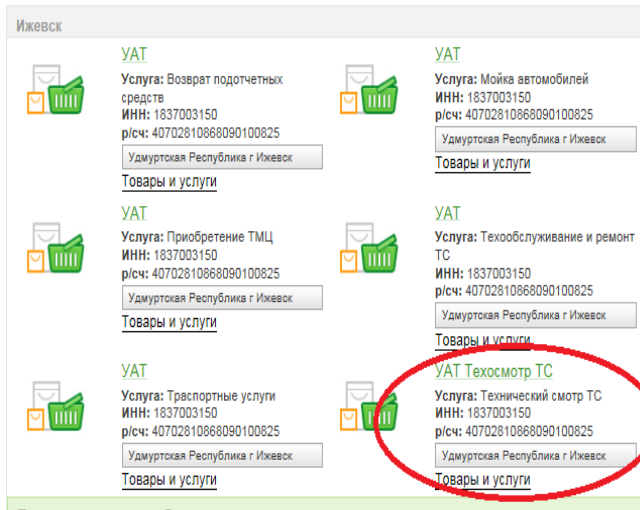 Ижевск
УАТ
Услуга: Возврат подотчетных
средств
ИНН: 1837003150
р/сч: 40702810868090100825
Удмуртская Республика г Ижевск
Товары и услуги
УАТ
Услуга: Мойка автомобилей
ИНН: 1837003150
р/сч: 40702810868090100825
Удмуртская Республика г Ижевск
Товары и услуги
УАТ
Услуга: Приобретение ТМЦ
ИНН: 1837003150
р/сч: 40702810868090100825
Удмуртская Республика г Ижевск
Товары и услуги
УАТ
Услуга: Техообслуживание и ремонт
ТС
ИНН: 1837003150
р/сч: 40702810868090100825
Удмуртская Республика г Ижевск
Товары и услуги
УАТ
Услуга: Траспортные услуги
ИНН: 1837003150
р/сч: 40702810868090100825
Удмуртская Республика г Ижевск
Товары и услуги
УАТ Техосмотр ТС
Услуга: Технический смотр ТС
ИНН: 1837003150
р/сч: 40702810868090100825
Удмуртская Республика г Ижевск
Товары и услуги